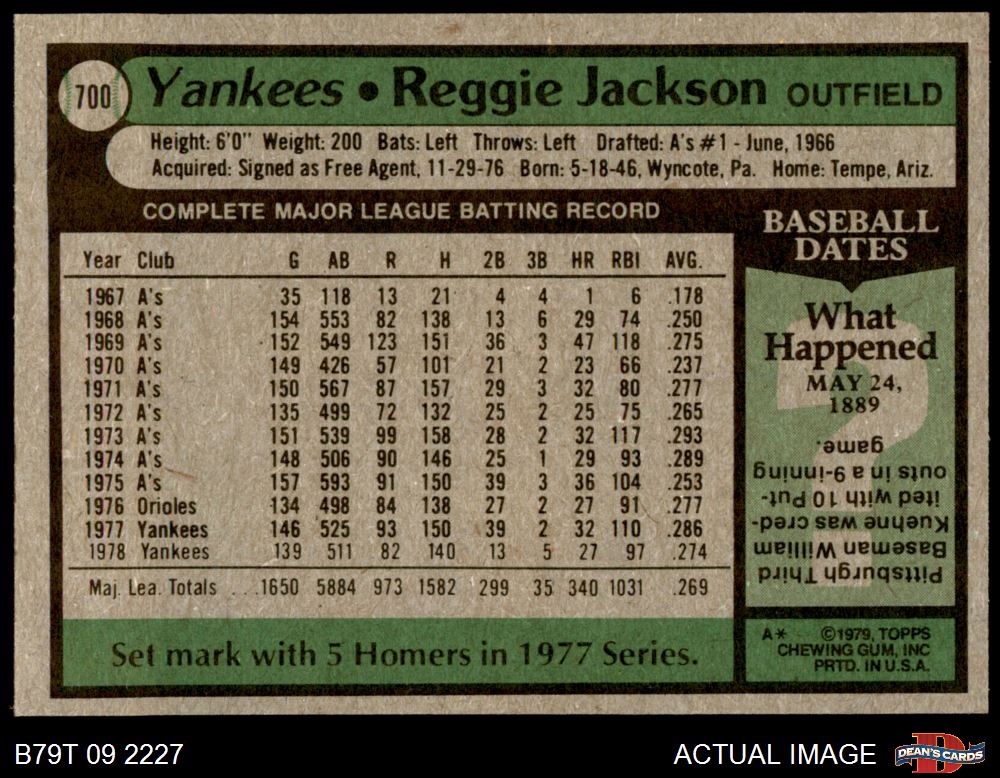 700
Yankees • Reggie Jackson OUTFIELD
Height: 6'0" Weight: 200 Bats: Left Throws: Left Drafted: A's #1 - June, 1966
Acquired: Signed as Free Agent, 11-29-76 Born: 5-18-46, Wyncote, Pa. Home: Tempe, Ariz.
COMPLETE MAJOR LEAGUE BATTING RECORD
Year Club G AB R H 2B 3B HR RBI AVG.
1967 A's 35 118 13 21 4 4 1 6 .178
1968 A's 154 553 82 138 13 6 29 74 .250
1969 A's 152 549 123 151 36 3 47 118 .275
1970 A's 149 426 57 101 21 2 23 66 .237
1971 A's 150 567 87 157 29 3 32 80 .277
1972 A's 135 499 72 132 25 2 25 75 .265
1973 A's 151 539 99 158 28 2 32 117 .293
1974 A's 148 506 90 146 25 1 29 93 .289
1975 A's 157 593 91 150 39 3 36 104 .253
1976 Orioles 134 498 84 138 27 2 27 91 .277
1977 Yankees 146 525 93 150 39 2 32 110 .286
1978 Yankees 139 511 82 140 13 5 27 97 .274
Maj. Lea. Totals ...1650 5884 973 1582 299 35 340 1031 .269
Set mark with 5 Homers in 1977 Series.
BASEBALL
DATES
What
Happened
MAY 24,
1889
?
Pittsburgh Third
Baseman William
Kuehne was cred-
ited with 10 Put-
outs in a 9-inning
game.
A* ©1979, TOPPS
CHEWING GUM, INC
PRTD. IN U.S.A.
B79T 09 2227
ACTUAL IMAGE
D
DEAN'S CARDS